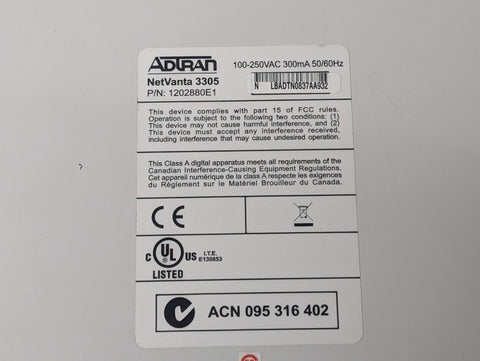 ADTRAN
NetVanta 3305
P/N: 1202880E1
100-250VAC 300mA 50/60Hz
N LBADTN0837AA932
This device complies with part 15 of FCC rules.
Operation is subject to the following two conditions: (1)
This device may not cause harmful interference, and (2)
This device must accept any interference received,
including interference that may cause undesired operation.
This Class A digital apparatus meets all requirements of the
Canadian Interference-Causing Equipment Regulations.
Cet appareil numérique de la class A respecte les exigences
du Règlement sur le Matériel Brouilleur du Canada.
CE
C UL US
LISTED
I.T.E.
E130853
ACN 095 316 402